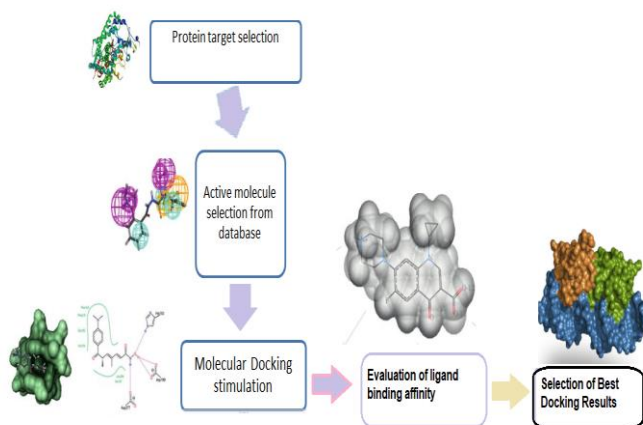 Protein target selection
Active molecule
selection from
database
Molecular Docking
stimulation
Evaluation of ligand
binding affinity
Selection of Best
Docking Results